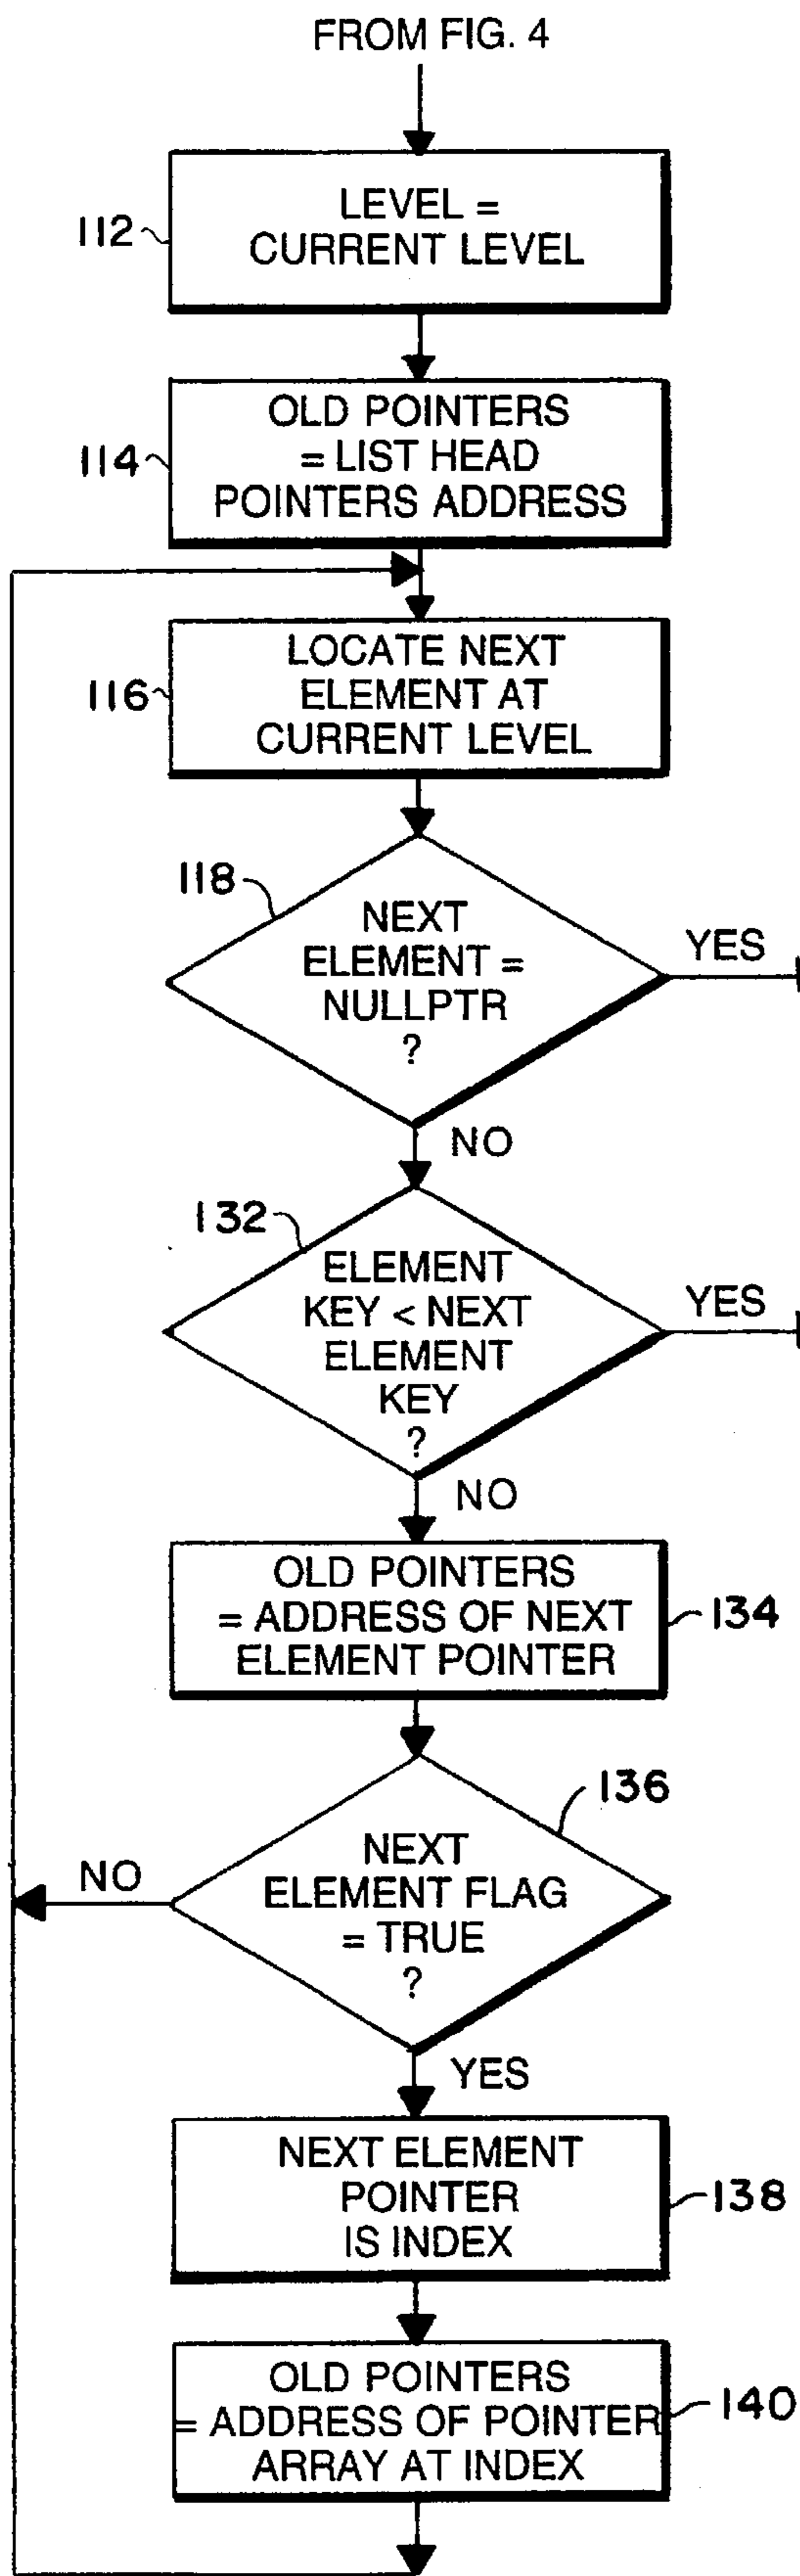 FROM FIG. 4
112
LEVEL =
CURRENT LEVEL
114
OLD POINTERS
= LIST HEAD
POINTERS ADDRESS
116
LOCATE NEXT
ELEMENT AT
CURRENT LEVEL
118
NEXT
ELEMENT =
NULLPTR
?
YES
NO
132
ELEMENT
KEY < NEXT
ELEMENT
KEY
?
YES
NO
OLD POINTERS
= ADDRESS OF NEXT
ELEMENT POINTER
134
136
NEXT
ELEMENT FLAG
= TRUE
?
NO
YES
NEXT ELEMENT
POINTER
IS INDEX
138
OLD POINTERS
= ADDRESS OF POINTER
ARRAY AT INDEX
140